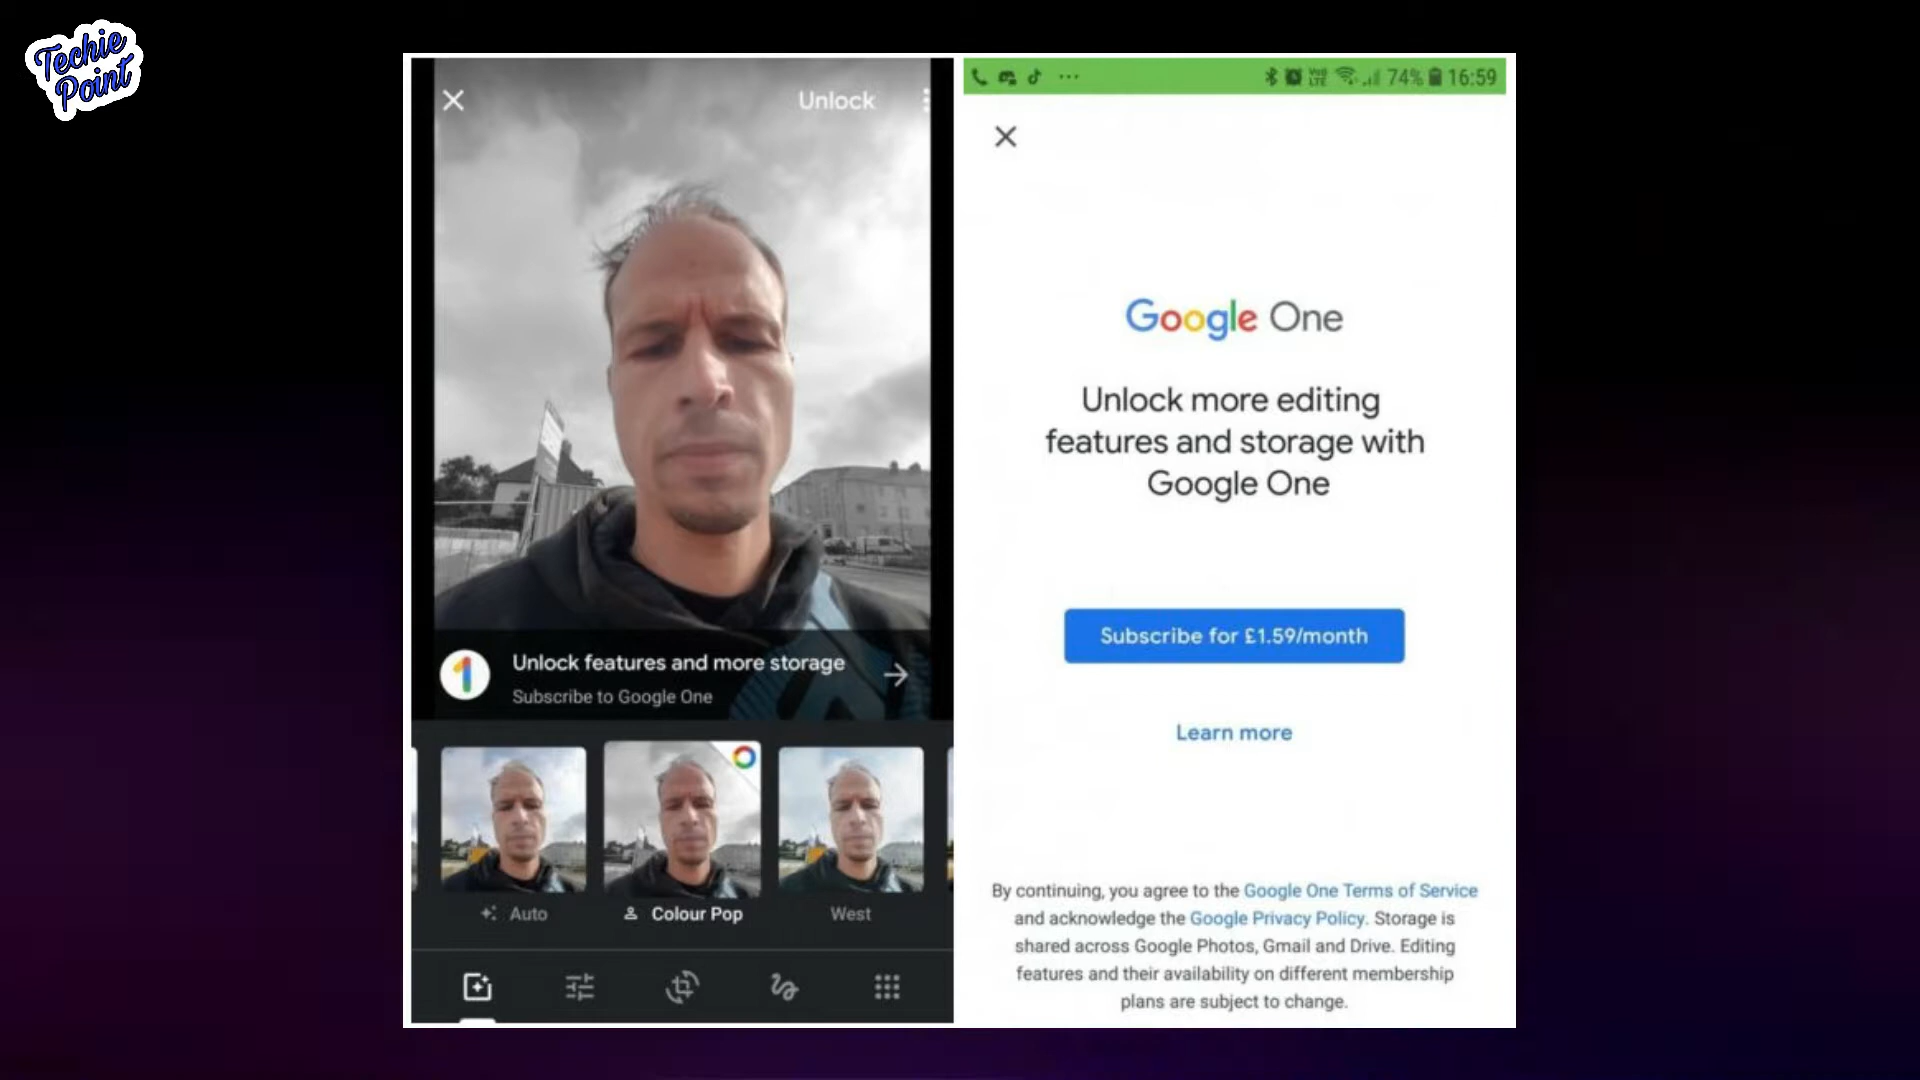 Techie
Point
Unlock
Unlock features and more storage
Subscribe to Google One
Auto
Colour Pop
West
74% 16:59
Google One
Unlock more editing
features and storage with
Google One
Subscribe for £1.59/month
Learn more
By continuing, you agree to the Google One Terms of Service
and acknowledge the Google Privacy Policy. Storage is
shared across Google Photos, Gmail and Drive. Editing
features and their availability on different membership
plans are subject to change.